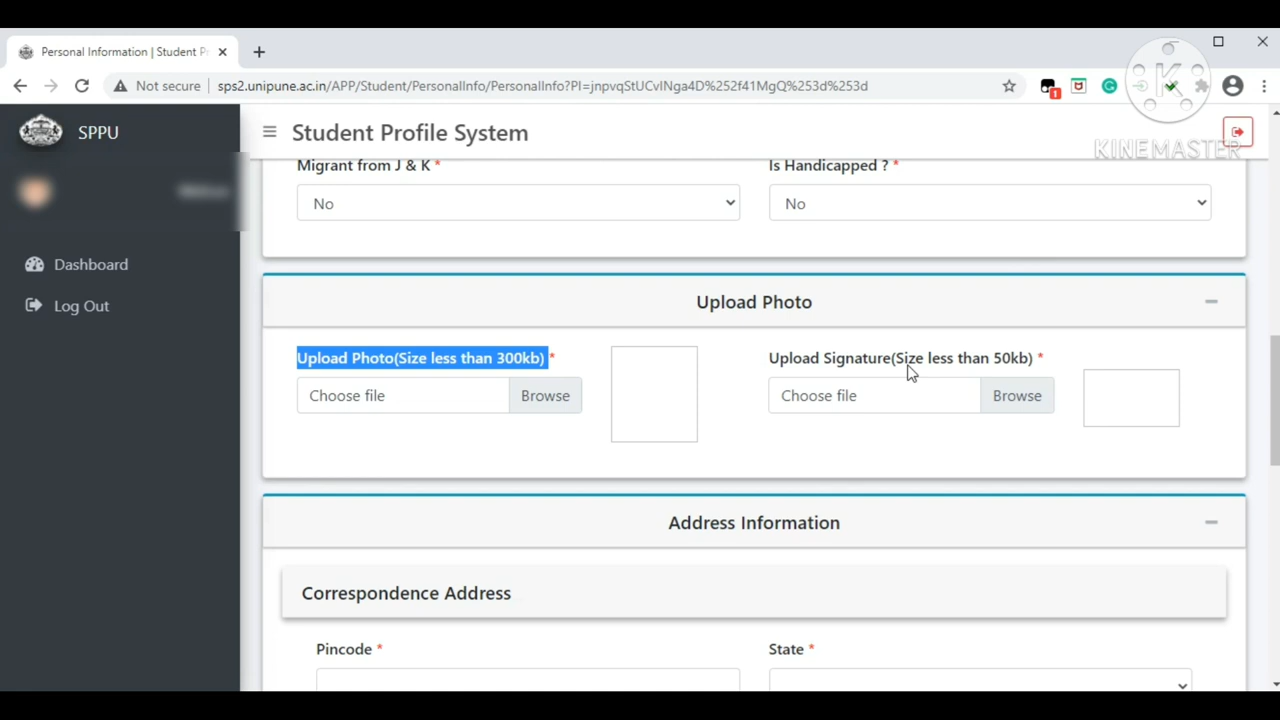 Personal Information | Student Pr
Not secure
sps2.unipune.ac.in/APP/Student/PersonalInfo/PersonalInfo?PI=jnpvqStUCvINga4D%252f41MgQ%253d%253d
1
KINEMASTER
SPPU
Student Profile System
Migrant from J & K *
Is Handicapped ? *
No
No
Dashboard
Log Out
Upload Photo
Upload Photo(Size less than 300kb) *
Upload Signature(Size less than 50kb) *
Choose file
Browse
Choose file
Browse
Address Information
Correspondence Address
Pincode *
State *